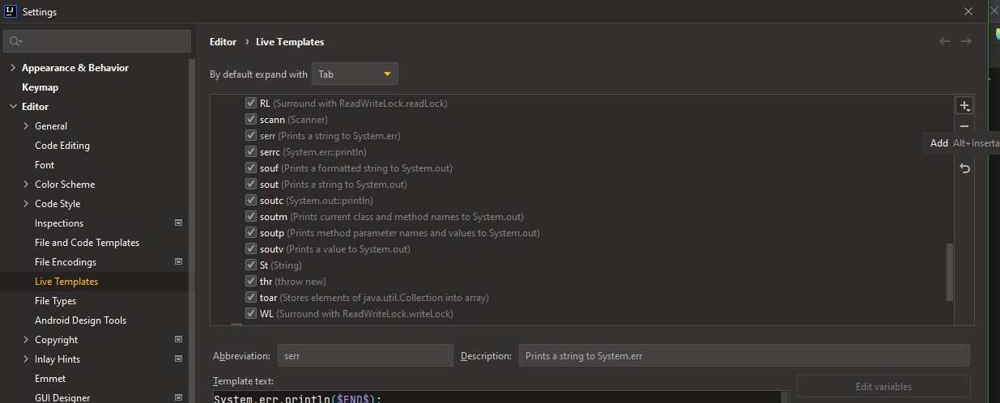 IJ Settings
Editor › Live Templates
Appearance & Behavior
Keymap
Editor
General
Code Editing
Font
Color Scheme
Code Style
Inspections
File and Code Templates
File Encodings
Live Templates
File Types
Android Design Tools
Copyright
Inlay Hints
Emmet
GUI Designer
By default expand with Tab
RL (Surround with ReadWriteLock.readLock)
scann (Scanner)
serr (Prints a string to System.err)
serrc (System.err::println)
souf (Prints a formatted string to System.out)
sout (Prints a string to System.out)
soutc (System.out::println)
soutm (Prints current class and method names to System.out)
soutp (Prints method parameter names and values to System.out)
soutv (Prints a value to System.out)
St (String)
thr (throw new)
toar (Stores elements of java.util.Collection into array)
WL (Surround with ReadWriteLock.writeLock)
Add Alt+Inserta
Abbreviation: serr Description: Prints a string to System.err
Template text:
Edit variables
System.err.println($END$);